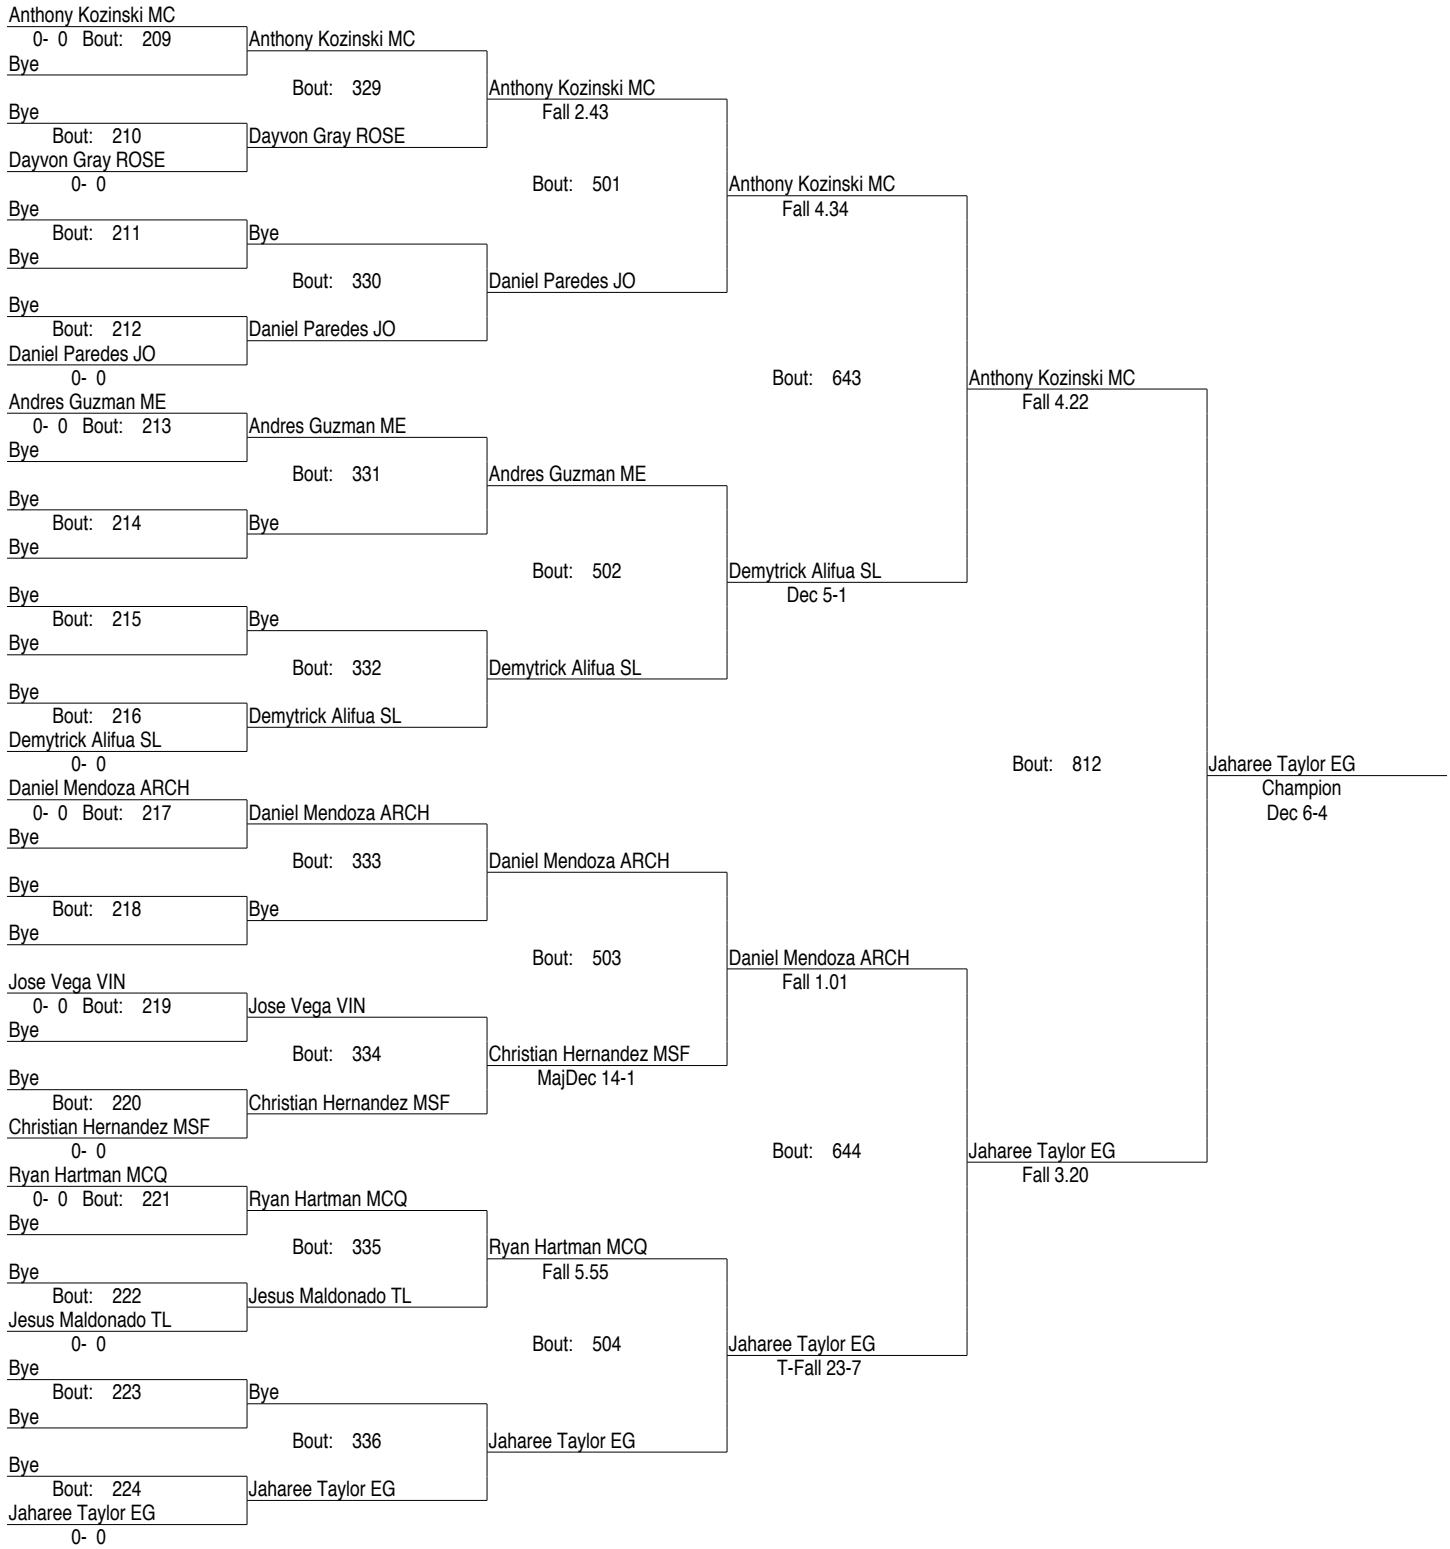 Anthony Kozinski MC
0- 0 Bout: 209 Anthony Kozinski MC
Bye
Bout: 329 Anthony Kozinski MC
Bye Fall 2.43
Bout: 210 Dayvon Gray ROSE
Dayvon Gray ROSE
0- 0 Bout: 501 Anthony Kozinski MC
Bye Fall 4.34
Bout: 211 Bye
Bye
Bout: 330 Daniel Paredes JO
Bye
Bout: 212 Daniel Paredes JO
Daniel Paredes JO
0- 0 Bout: 643 Anthony Kozinski MC
Andres Guzman ME Fall 4.22
0- 0 Bout: 213 Andres Guzman ME
Bye
Bout: 331 Andres Guzman ME
Bye
Bout: 214 Bye
Bye
Bout: 502 Demytrick Alifua SL
Bye Dec 5-1
Bout: 215 Bye
Bye
Bout: 332 Demytrick Alifua SL
Bye
Bout: 216 Demytrick Alifua SL
Demytrick Alifua SL
0- 0 Bout: 812 Jaharee Taylor EG
Daniel Mendoza ARCH Champion
0- 0 Bout: 217 Daniel Mendoza ARCH Dec 6-4
Bye
Bout: 333 Daniel Mendoza ARCH
Bye
Bout: 218 Bye
Bye
Bout: 503 Daniel Mendoza ARCH
Jose Vega VIN Fall 1.01
0- 0 Bout: 219 Jose Vega VIN
Bye
Bout: 334 Christian Hernandez MSF
Bye MajDec 14-1
Bout: 220 Christian Hernandez MSF
Christian Hernandez MSF
0- 0 Bout: 644 Jaharee Taylor EG
Ryan Hartman MCQ Fall 3.20
0- 0 Bout: 221 Ryan Hartman MCQ
Bye
Bout: 335 Ryan Hartman MCQ
Bye Fall 5.55
Bout: 222 Jesus Maldonado TL
Jesus Maldonado TL
0- 0 Bout: 504 Jaharee Taylor EG
Bye T-Fall 23-7
Bout: 223 Bye
Bye
Bout: 336 Jaharee Taylor EG
Bye
Bout: 224 Jaharee Taylor EG
Jaharee Taylor EG
0- 0